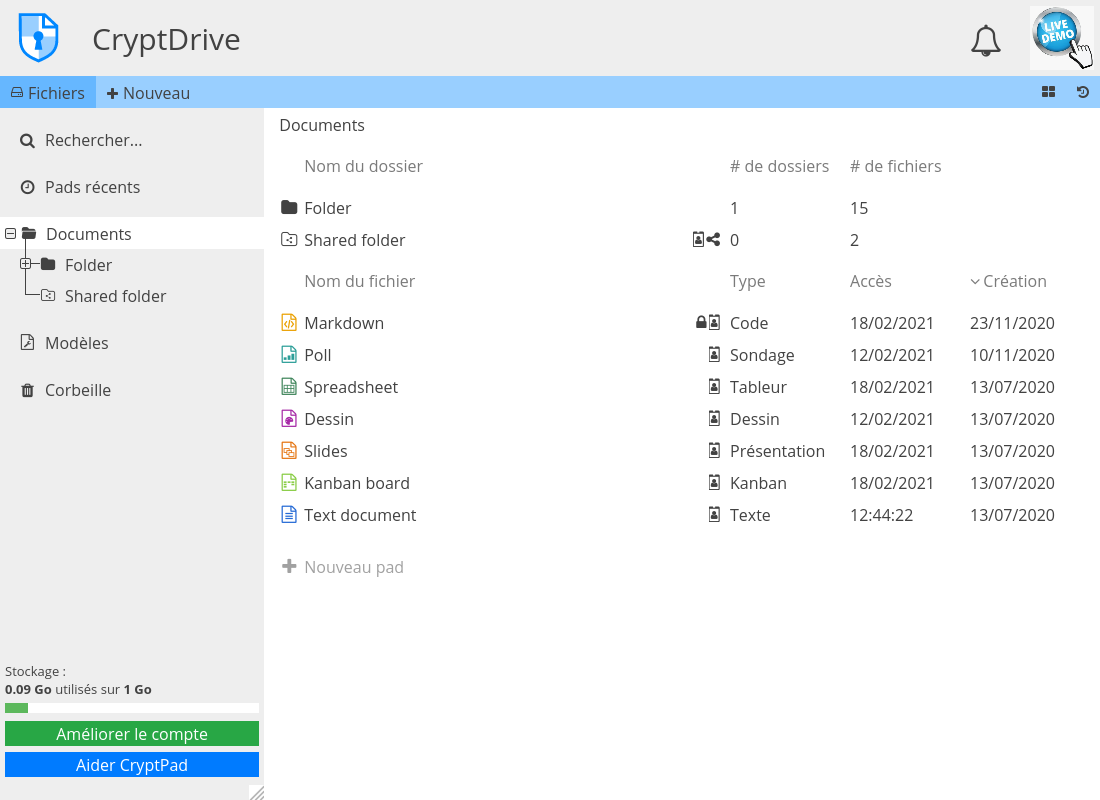 CryptDrive
LIVE
DEMO
Fichiers
Nouveau
Rechercher...
Pads récents
Documents
Folder
Shared folder
Modèles
Corbeille
Stockage :
0.09 Go utilisés sur 1 Go
Améliorer le compte
Aider CryptPad
Documents
Nom du dossier # de dossiers # de fichiers
Folder 1 15
Shared folder 0 2
Nom du fichier Type Accès Création
Markdown Code 18/02/2021 23/11/2020
Poll Sondage 12/02/2021 10/11/2020
Spreadsheet Tableur 18/02/2021 13/07/2020
Dessin Dessin 12/02/2021 13/07/2020
Slides Présentation 18/02/2021 13/07/2020
Kanban board Kanban 18/02/2021 13/07/2020
Text document Texte 12:44:22 13/07/2020
Nouveau pad